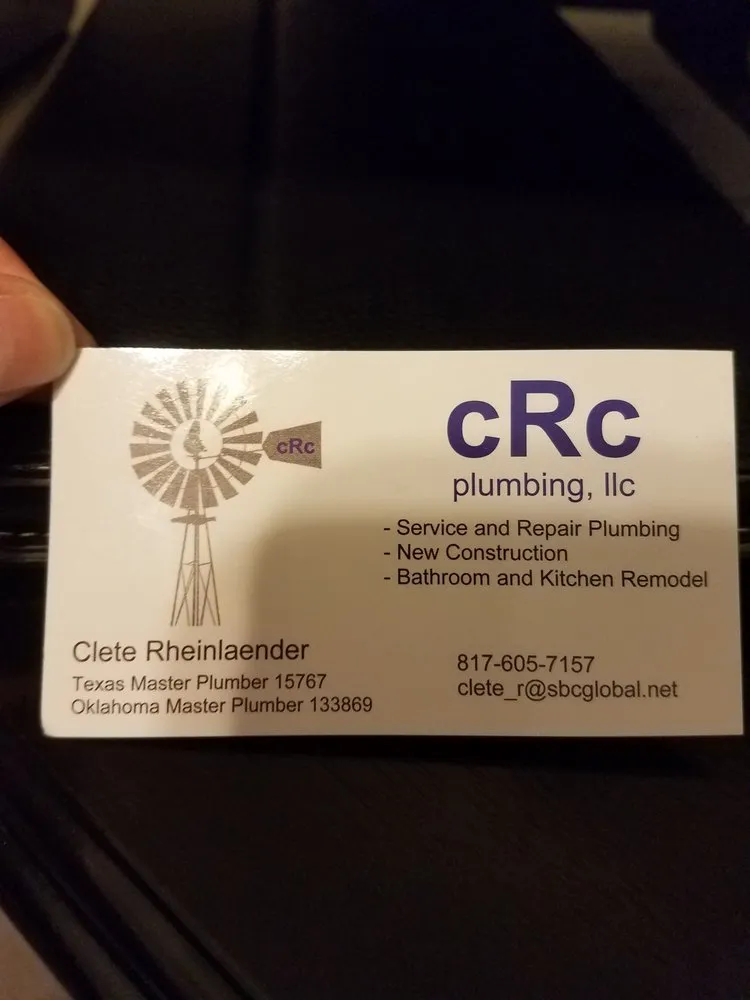 cRc
cRc
plumbing, llc
- Service and Repair Plumbing
- New Construction
- Bathroom and Kitchen Remodel
Clete Rheinlaender
Texas Master Plumber 15767
Oklahoma Master Plumber 133869
817-605-7157
clete_r@sbcglobal.net